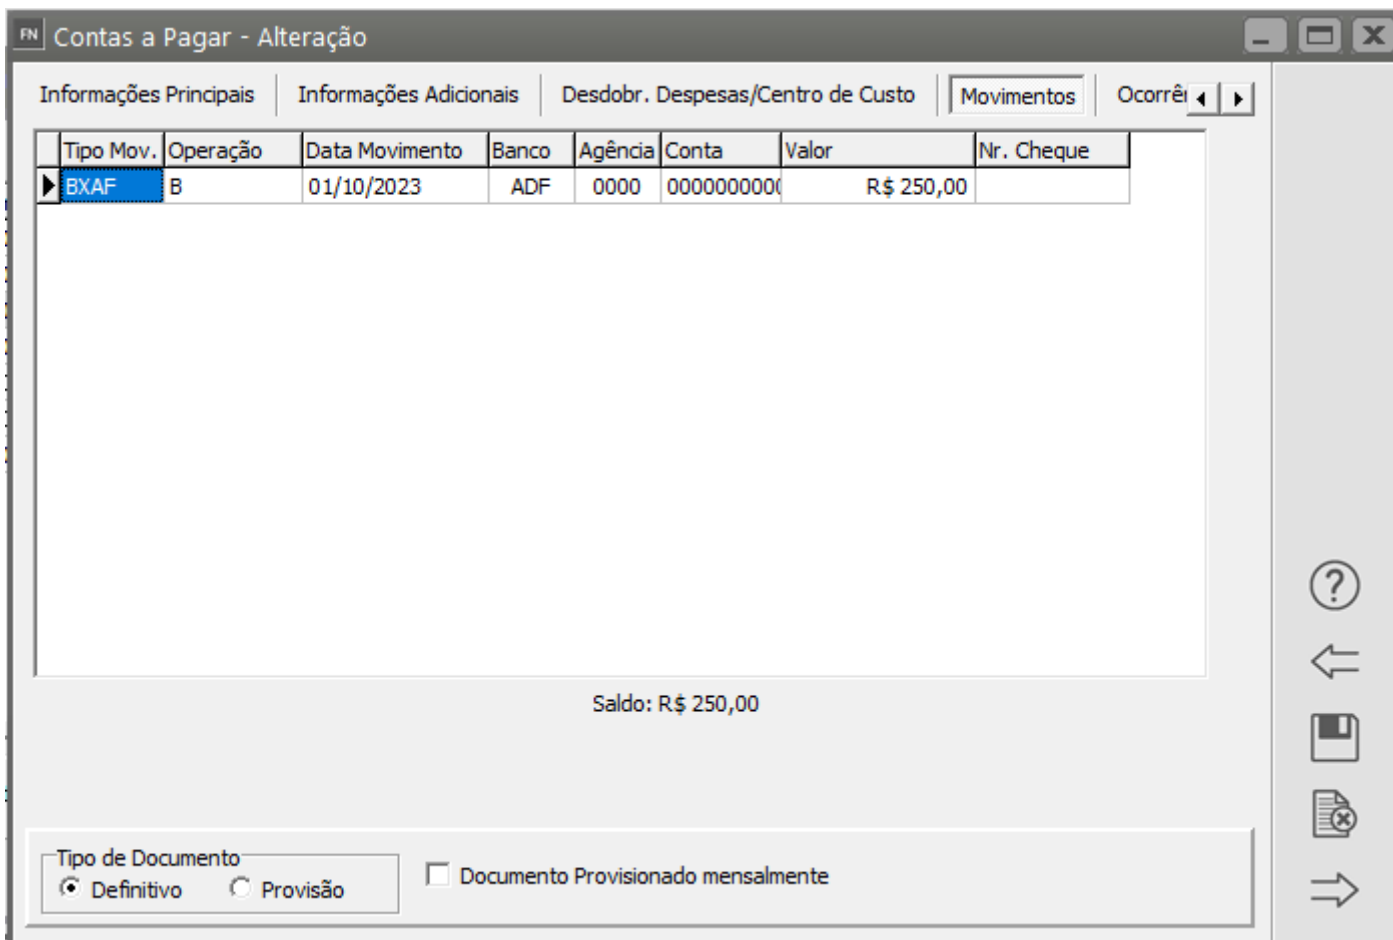 FN Contas a Pagar - Alteração
Informações Principais Informações Adicionais Desdobr. Despesas/Centro de Custo Movimentos Ocorrê
Tipo Mov. Operação Data Movimento Banco Agência Conta Valor Nr. Cheque
BXAF B 01/10/2023 ADF 0000 000000000 R$ 250,00
Saldo: R$ 250,00
Tipo de Documento
Definitivo Provisão Documento Provisionado mensalmente